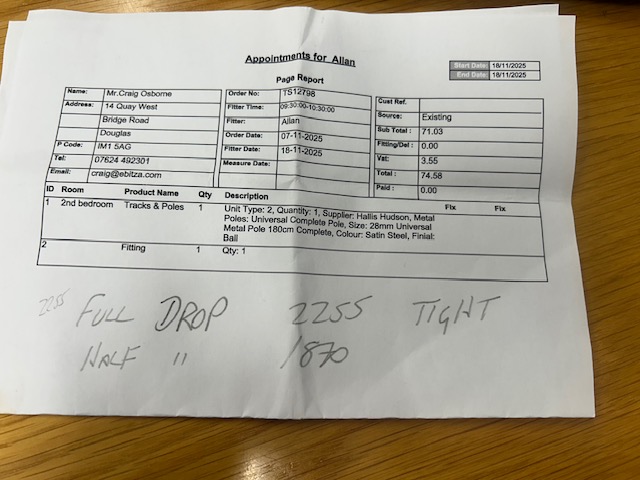 Appointments for Allan
Page Report
Start Date: 18/11/2025
End Date: 18/11/2025
Name: Mr.Craig Osborne
Address: 14 Quay West
Bridge Road
Douglas
P Code: IM1 5AG
Tel: 07624 492301
Email: craig@ebitza.com
Order No: TS12798
Fitter Time: 09:30:00-10:30:00
Fitter: Allan
Order Date: 07-11-2025
Fitter Date: 18-11-2025
Measure Date:
Cust Ref.
Source: Existing
Sub Total : 71.03
Fitting/Del : 0.00
Vat: 3.55
Total : 74.58
Paid : 0.00
ID Room Product Name Qty Description Fix Fix
1 2nd bedroom Tracks & Poles 1 Unit Type: 2, Quantity: 1, Supplier: Hallis Hudson, Metal
Poles: Universal Complete Pole, Size: 28mm Universal
Metal Pole 180cm Complete, Colour: Satin Steel, Finial:
Ball
2 Fitting 1 Qty: 1
2255 FULL DROP 2255 TIGHT
HALF " 1870